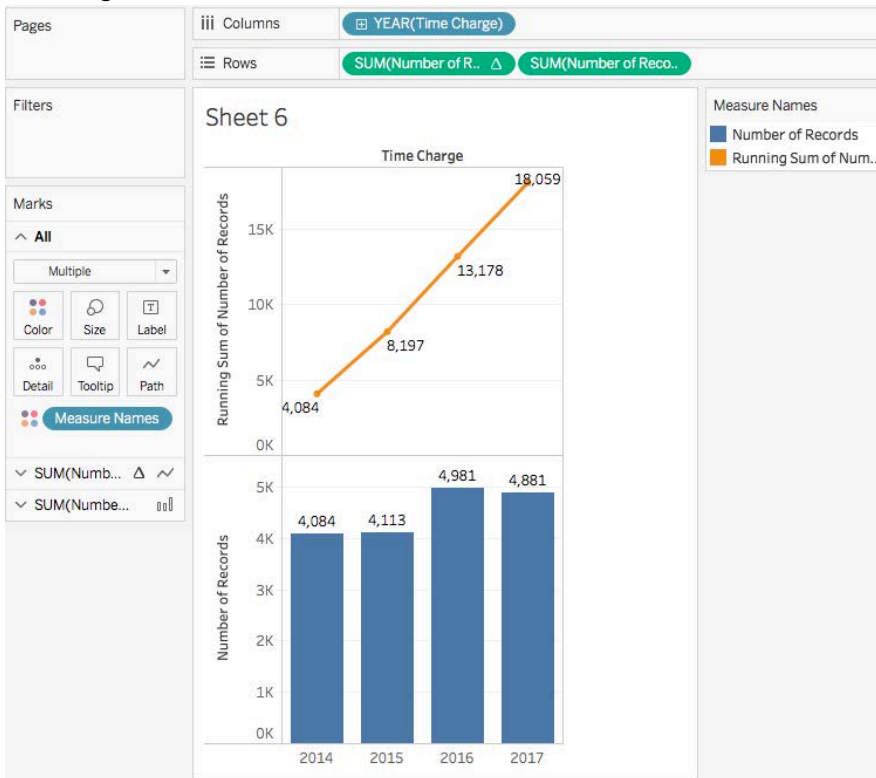 Pages
iii Columns
YEAR(Time Charge)
Rows
SUM(Number of R.. Δ
SUM(Number of Reco..
Filters
Marks
All
Multiple
Color
Size
T
Label
Detail
Tooltip
Path
Measure Names
SUM(Numb... Δ
SUM(Numbe...
Sheet 6
Time Charge
Running Sum of Number of Records
15K
10K
5K
0K
18,059
13,178
8,197
4,084
Number of Records
5K
4K
3K
2K
1K
0K
4,084
4,113
4,981
4,881
2014
2015
2016
2017
Measure Names
Number of Records
Running Sum of Num..